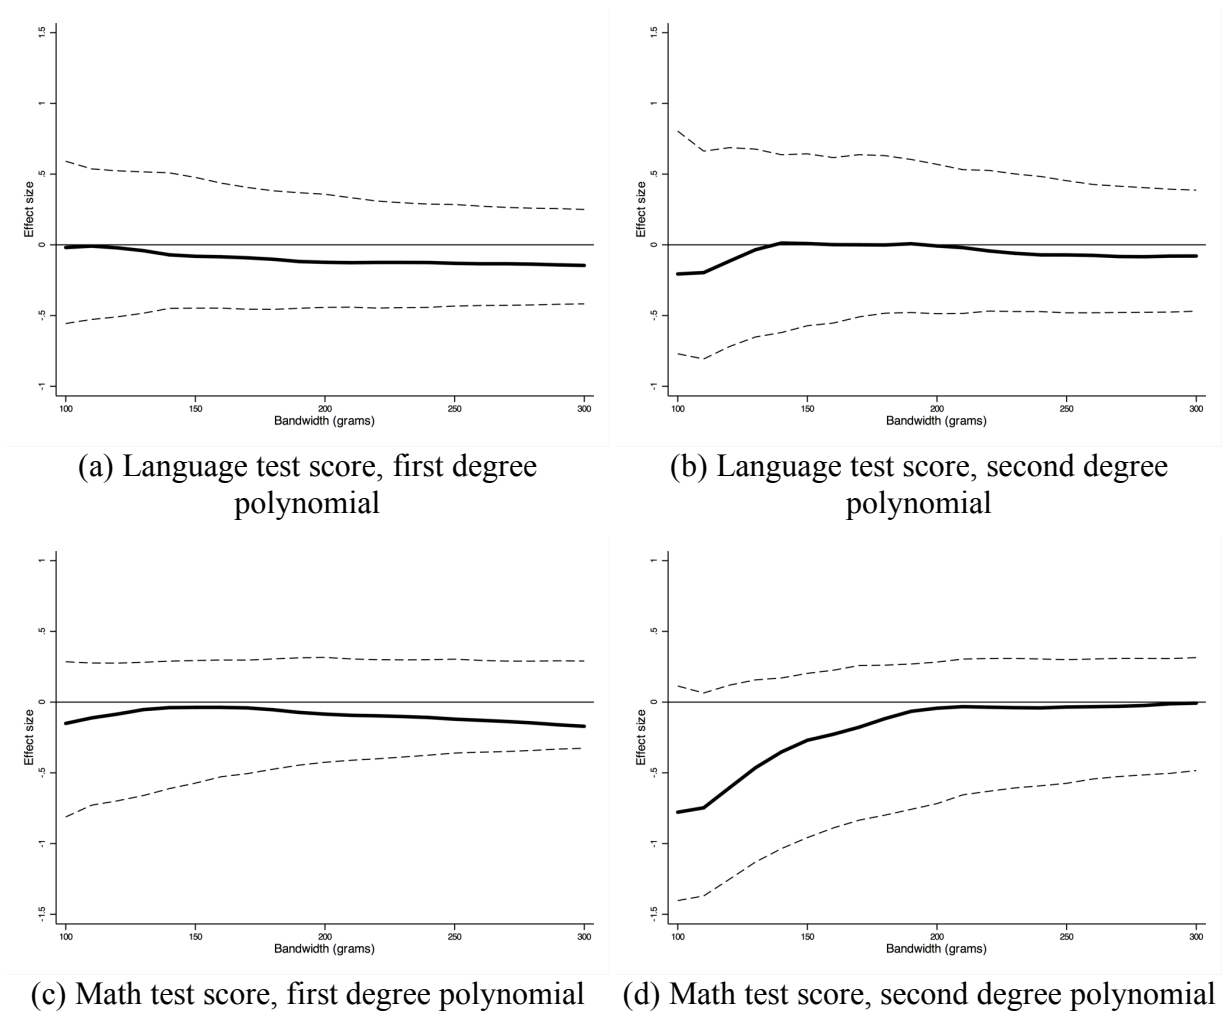 1.5
1
.5
0
-.5
-1
Effect size
100 150 200 250 300
Bandwidth (grams)
(a) Language test score, first degree
polynomial
1.5
1
.5
0
-.5
-1
Effect size
100 150 200 250 300
Bandwidth (grams)
(b) Language test score, second degree
polynomial
1
.5
0
-.5
-1
-1.5
Effect size
100 150 200 250 300
Bandwidth (grams)
(c) Math test score, first degree polynomial
1
.5
0
-.5
-1
-1.5
Effect size
100 150 200 250 300
Bandwidth (grams)
(d) Math test score, second degree polynomial